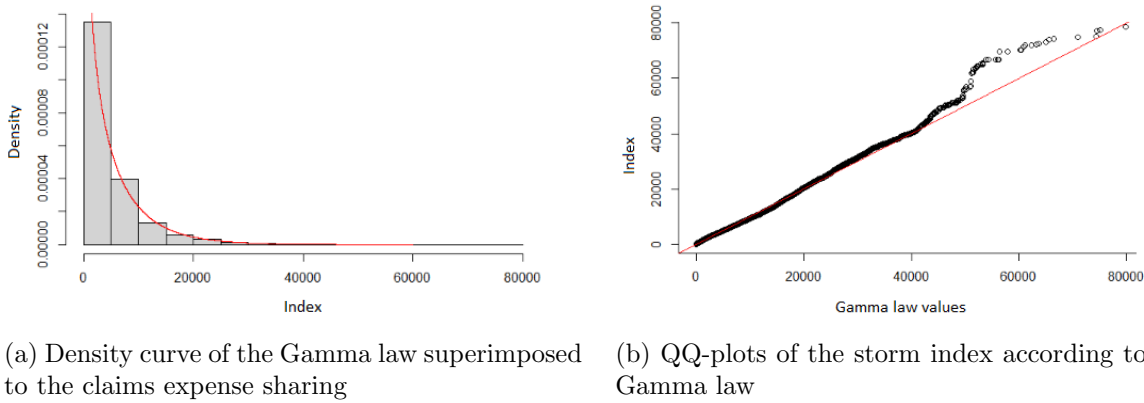 0.00012
0.00008
0.00004
0.00000
Density
0 20000 40000 60000 80000
Index
80000
60000
40000
20000
0
Index
0 20000 40000 60000 80000
Gamma law values
(a) Density curve of the Gamma law superimposed
to the claims expense sharing
(b) QQ-plots of the storm index according to
Gamma law